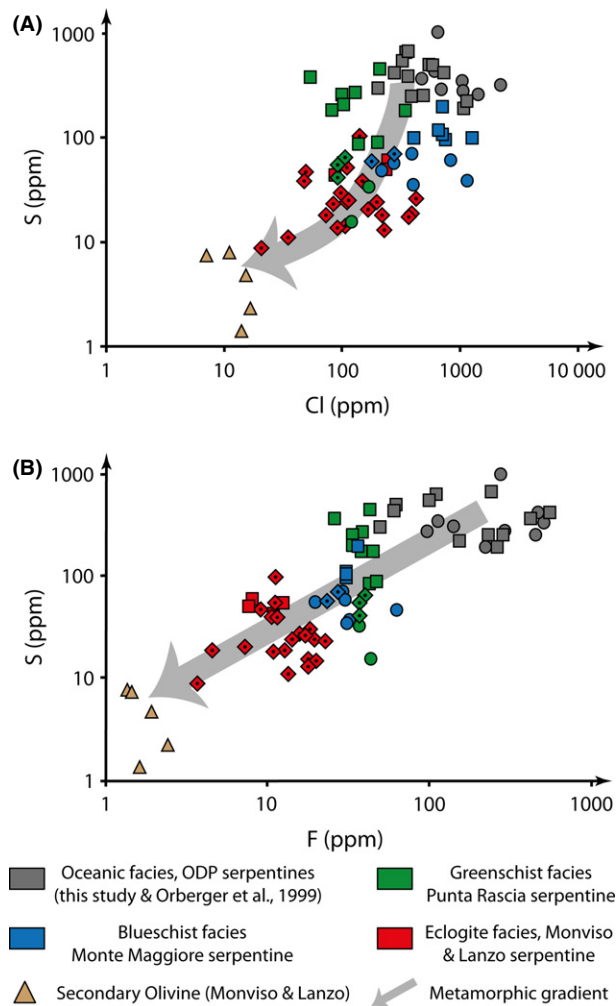 (A)
1000
100
10
1
S (ppm)
1
10
100
1000
10 000
Cl (ppm)
(B)
1000
100
10
1
S (ppm)
1
10
100
1000
F (ppm)
Oceanic facies, ODP serpentines
(this study & Orberger et al., 1999)
Greenschist facies
Punta Rascia serpentine
Blueschist facies
Monte Maggiore serpentine
Eclogite facies, Monviso
& Lanzo serpentine
Secondary Olivine (Monviso & Lanzo)
Metamorphic gradient